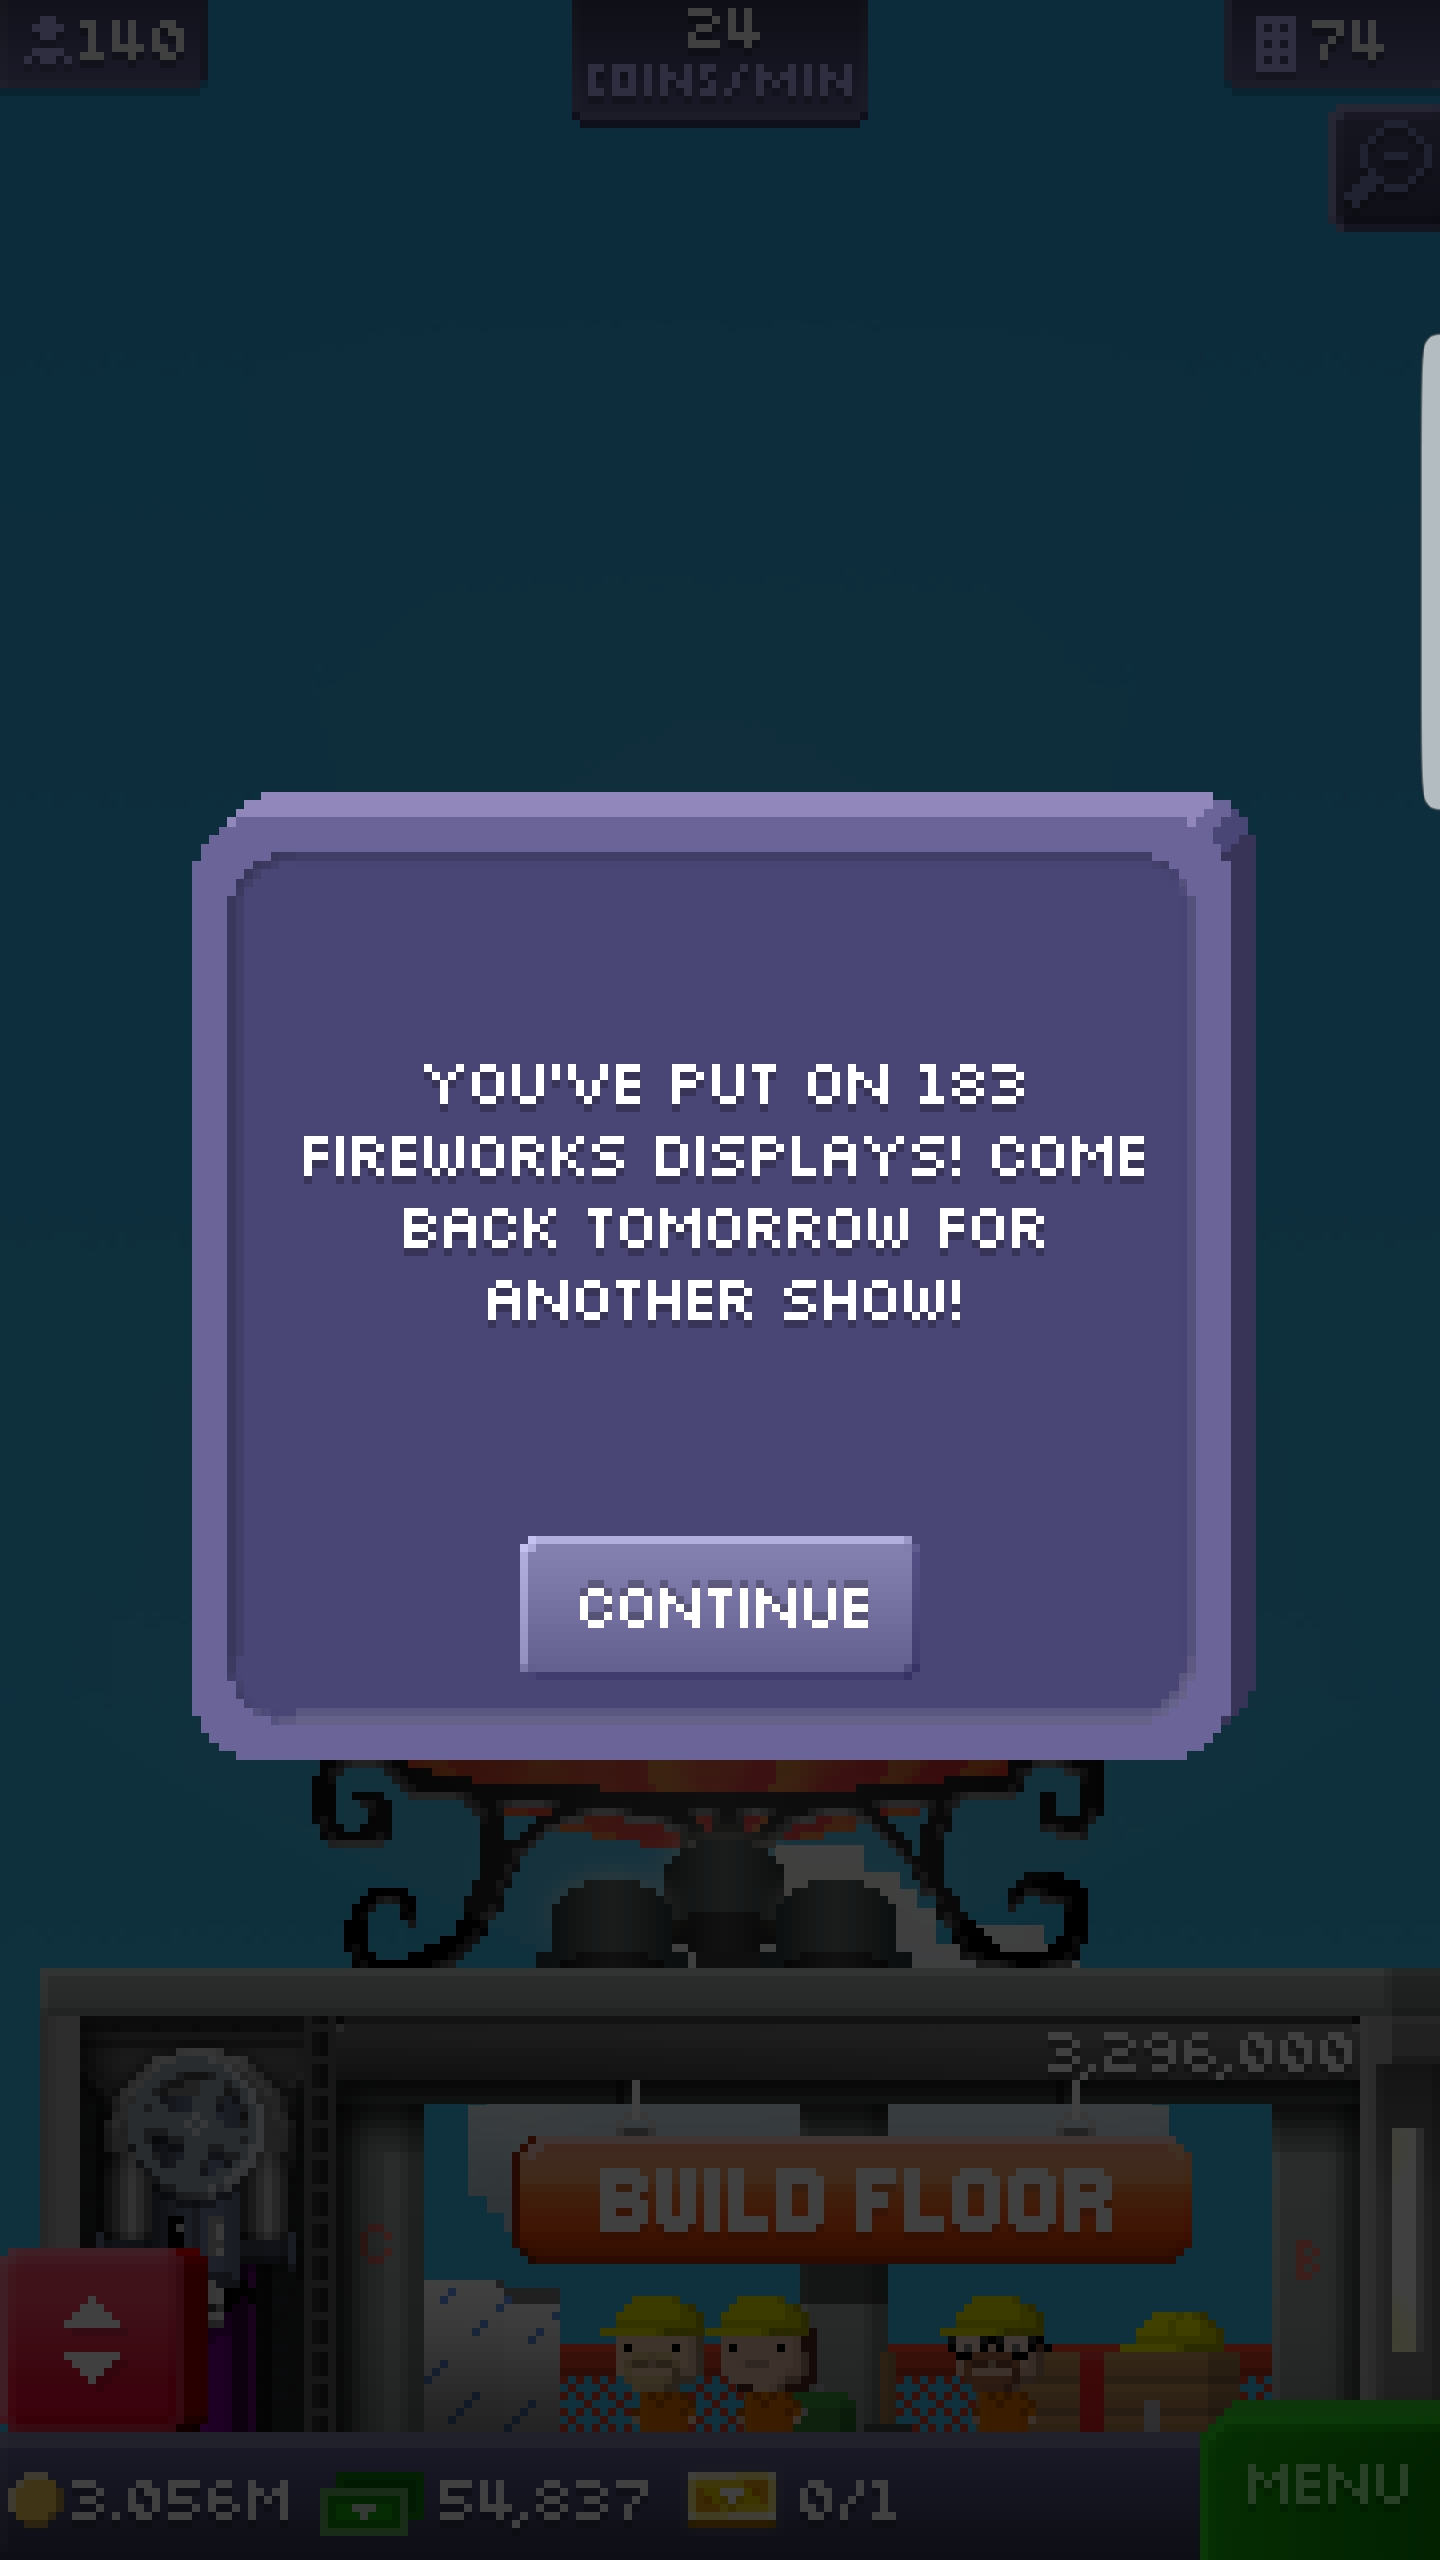 140
24
COINS/MIN
74
YOU'VE PUT ON 183
FIREWORKS DISPLAYS! COME
BACK TOMORROW FOR
ANOTHER SHOW!
CONTINUE
3,296,000
BUILD FLOOR
C
B
3.056M
54,837
0/1
MENU